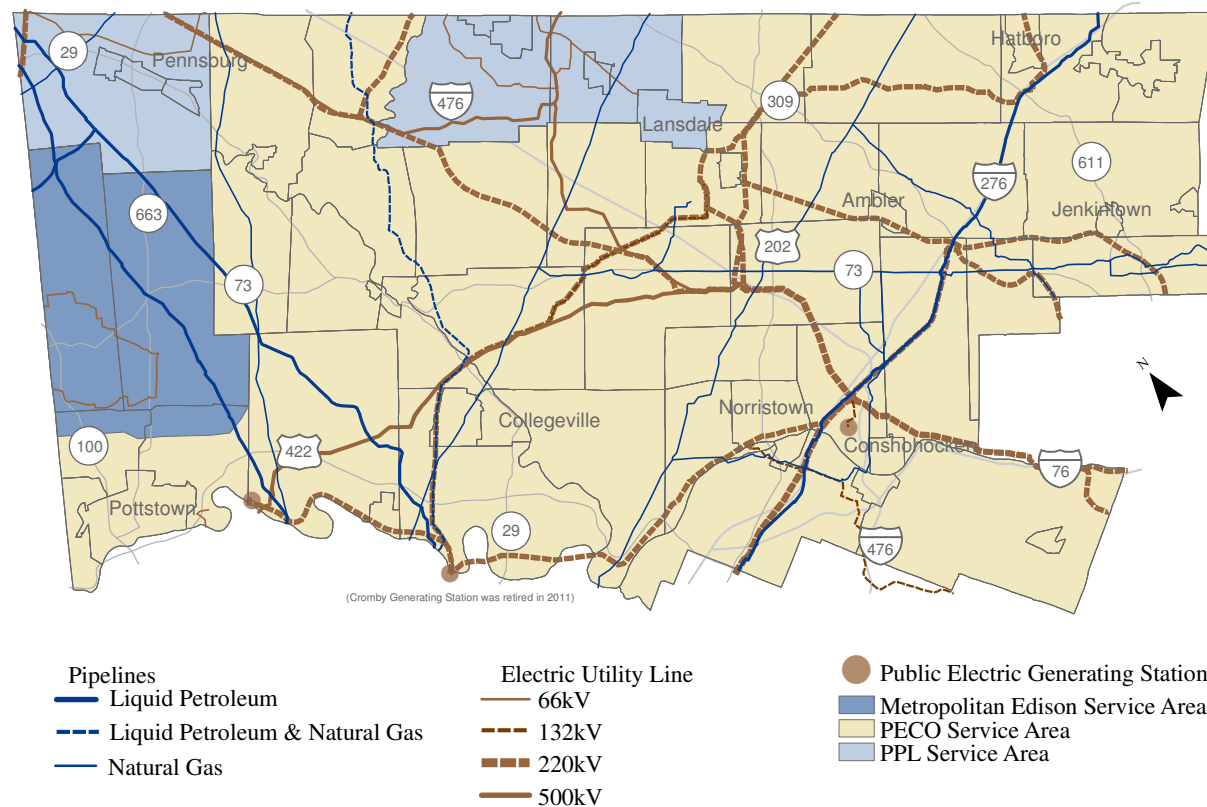 Hatboro
29
Pennsburg
476
309
Lansdale
611
276
Ambler
Jenkintown
663
202
73
73
Norristown
Collegeville
100
422
Conshohocken
76
Pottstown
29
476
N
(Cromby Generating Station was retired in 2011)
Pipelines
Liquid Petroleum
Liquid Petroleum & Natural Gas
Natural Gas
Electric Utility Line
66kV
132kV
220kV
500kV
Public Electric Generating Station
Metropolitan Edison Service Area
PECO Service Area
PPL Service Area